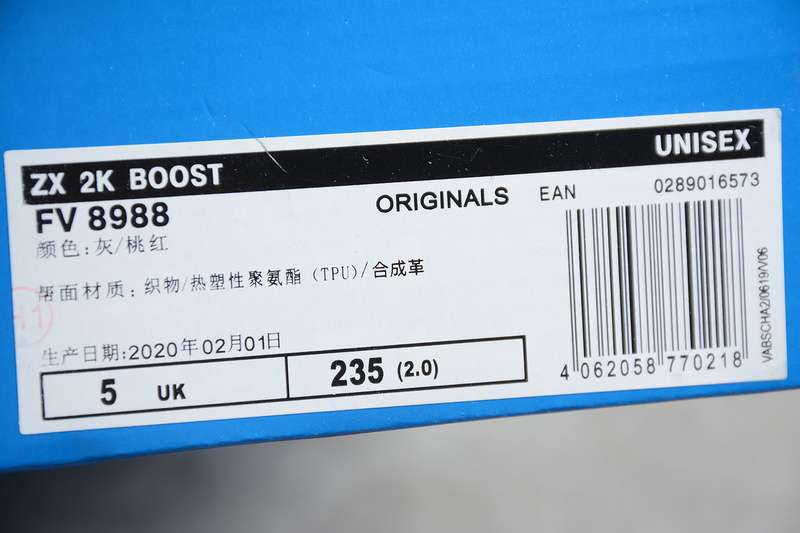 ZX 2K BOOST
UNISEX
FV 8988
ORIGINALS
EAN
0289016573
颜色:灰/桃红
帮面材质:织物/热塑性聚氨酯(TPU)/合成革
生产日期:2020年02月01日
5 UK
235 (2.0)
4 062058 770218
VABSCHA2/0619/V06